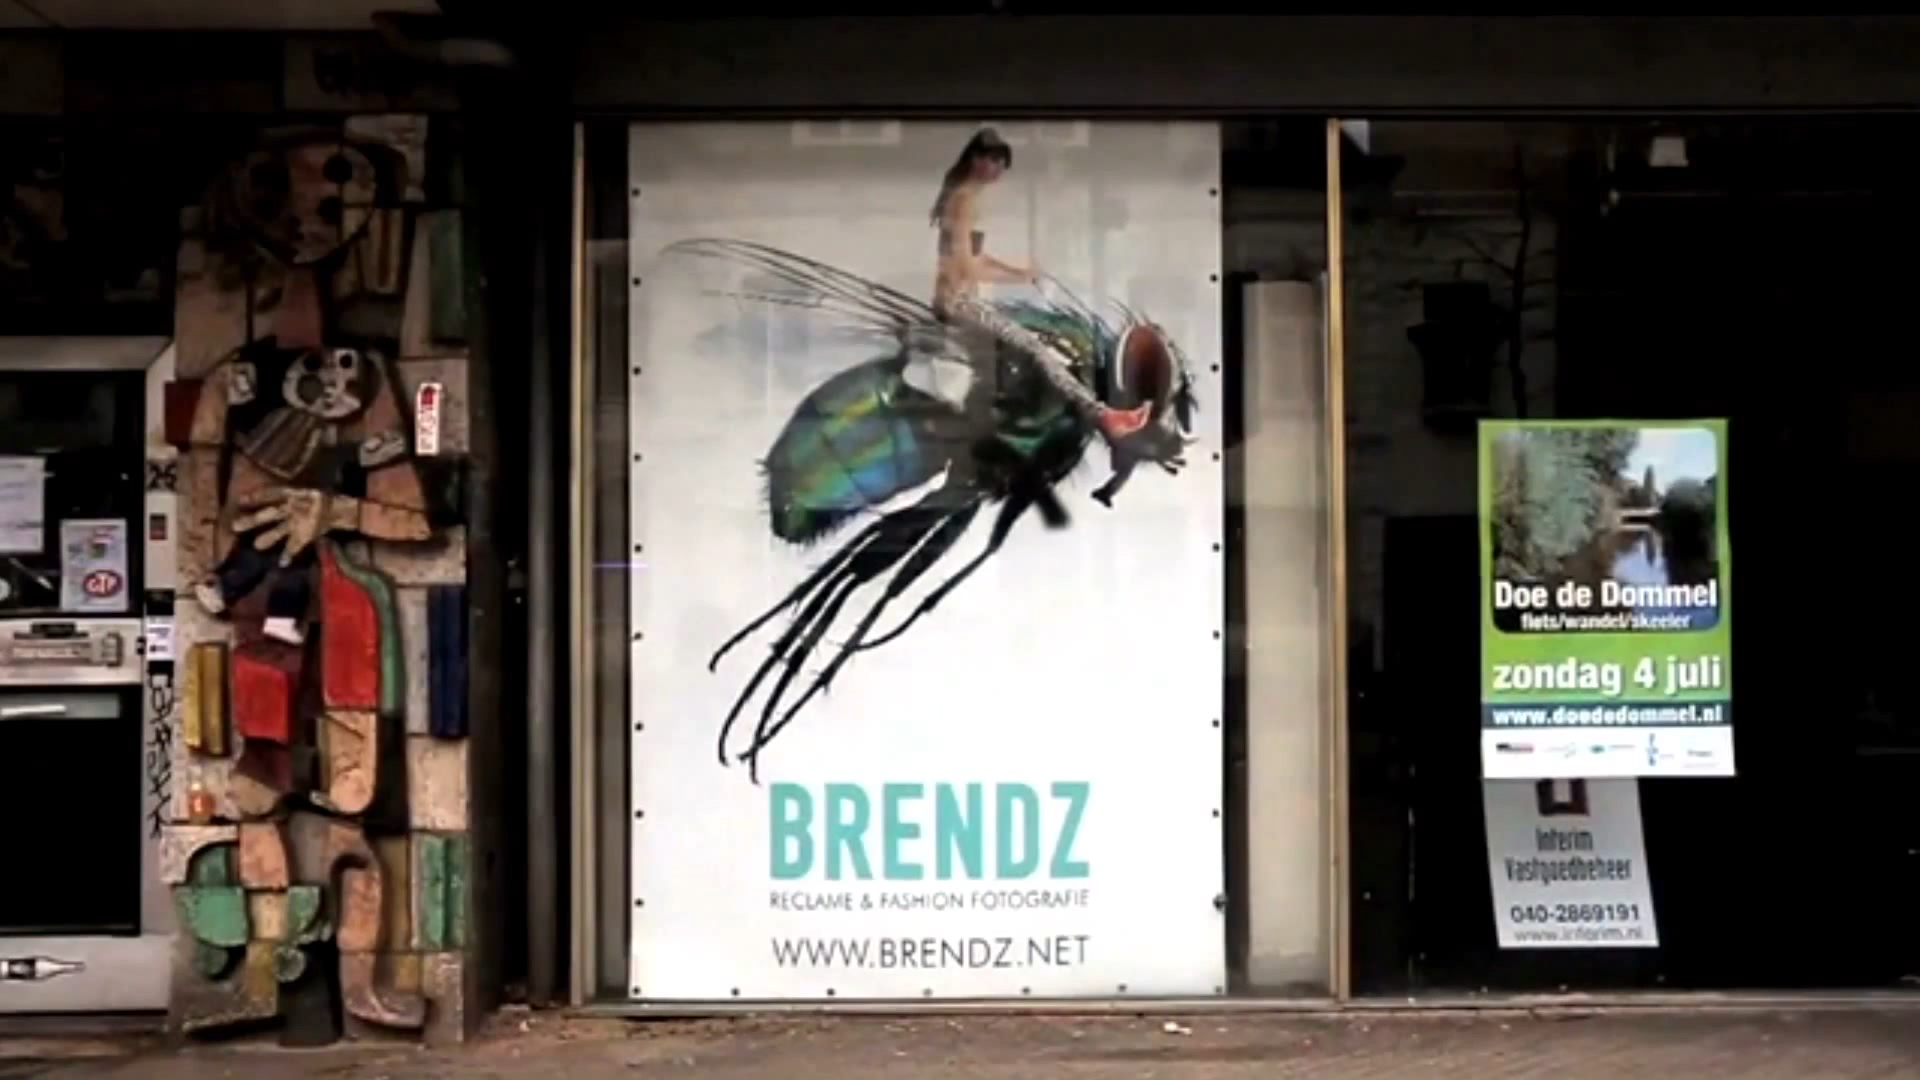 GTP
BRENDZ
RECLAME & FASHION FOTOGRAFIE
WWW.BRENDZ.NET
Doe de Dommel
fiets/wandel/skeeler
zondag 4 juli
www.doededommel.nl
Interim
Vastgoedbeheer
040-2869191
www.interim.nl